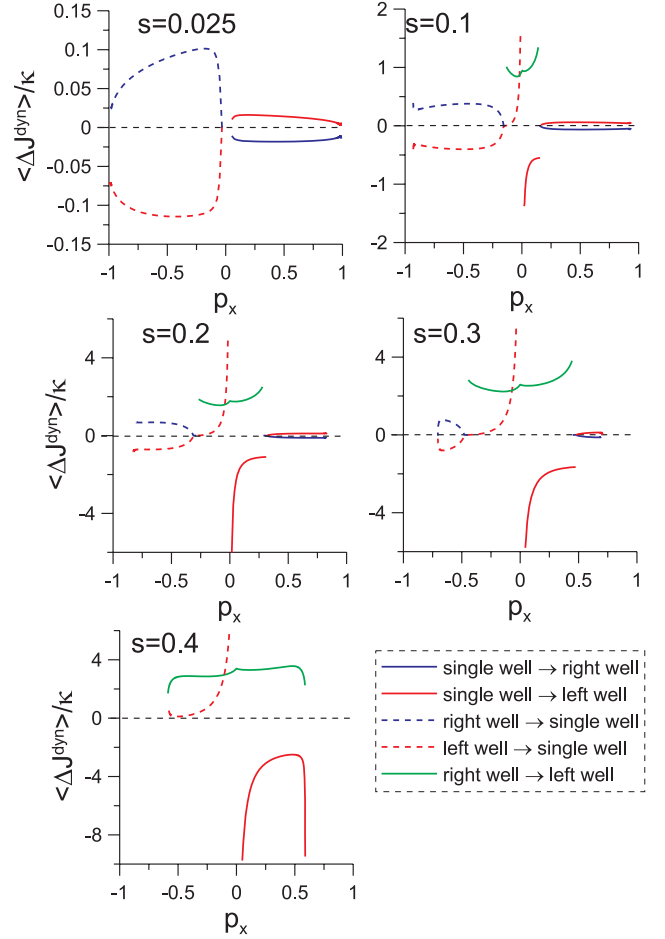 s=0.025
0.15
0.1
0.05
0
-0.05
-0.1
-0.15
<ΔJ^dyn>/κ
-1 -0.5 0 0.5 1
p_x
s=0.1
2
1
0
-1
-2
-1 -0.5 0 0.5 1
p_x
s=0.2
4
0
-4
<ΔJ^dyn>/κ
-1 -0.5 0 0.5 1
p_x
s=0.3
4
0
-4
-1 -0.5 0 0.5 1
p_x
s=0.4
4
0
-4
-8
<ΔJ^dyn>/κ
-1 -0.5 0 0.5 1
p_x
single well → right well
single well → left well
right well → single well
left well → single well
right well → left well